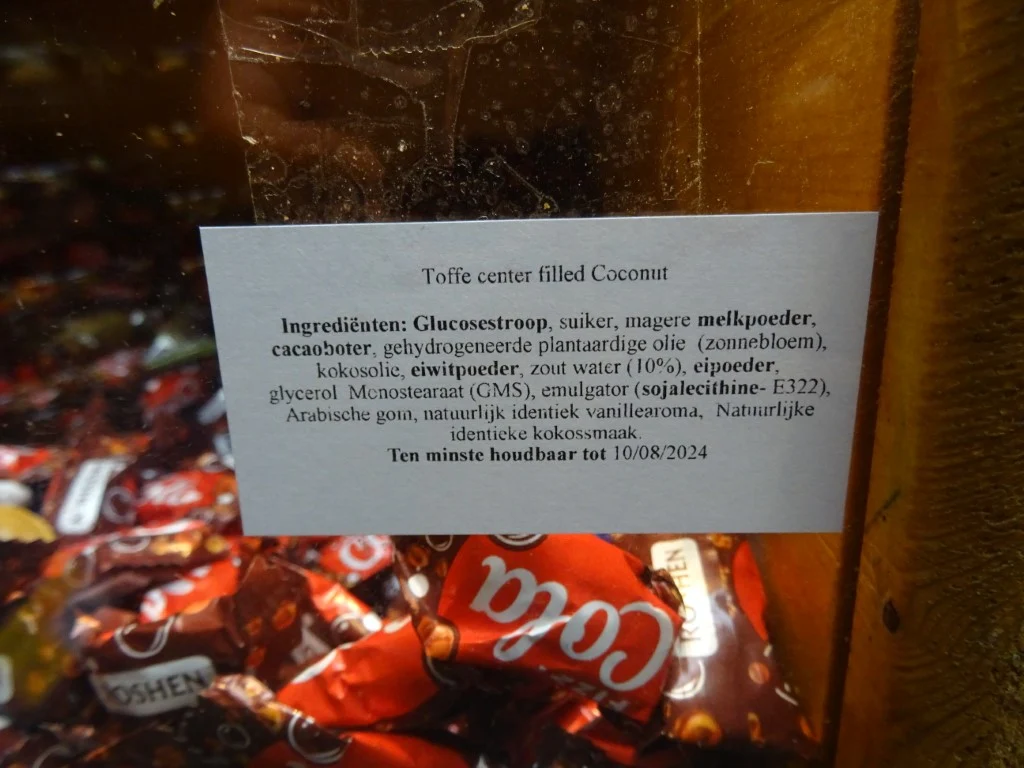 Toffe center filled Coconut
Ingrediënten: Glucosestroop, suiker, magere melkpoeder,
cacaoboter, gehydrogeneerde plantaardige olie (zonnebloem),
kokosolie, eiwitpoeder, zout water (10%), eipoeder,
glycerol Monostearaat (GMS), emulgator (sojalecithine- E322),
Arabische gom, natuurlijk identiek vanillearoma, Natuurlijke
identieke kokossmaak.
Ten minste houdbaar tot 10/08/2024
Cola
ROSHEN
OSHEN